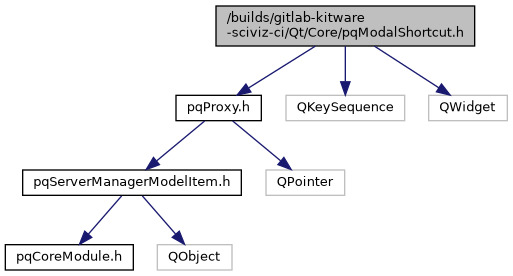 /builds/gitlab-kitware
-sciviz-ci/Qt/Core/pqModalShortcut.h
pqProxy.h
QKeySequence
QWidget
pqServerManagerModelItem.h
QPointer
pqCoreModule.h
QObject